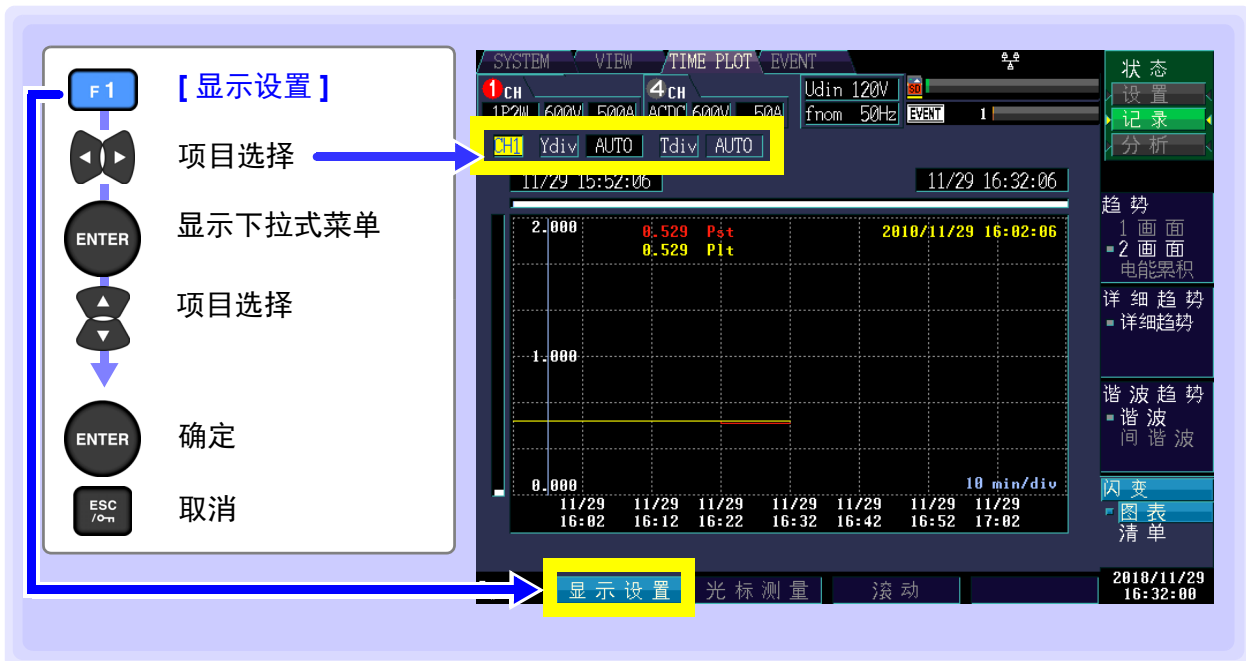 F1
[ 显示设置 ]
项目选择
ENTER
显示下拉式菜单
项目选择
ENTER
确定
ESC
取消
SYSTEM VIEW TIME PLOT EVENT
1 CH 4 CH Udin 120V SD
1P2W 600V 500A ACDC 600V 50A fnom 50Hz EVENT 1
CH1 Ydiv AUTO Tdiv AUTO
11/29 15:52:06 11/29 16:32:06
2.000 0.529 Pst 2018/11/29 16:02:06
0.529 Plt
1.000
0.000 10 min/div
11/29 11/29 11/29 11/29 11/29 11/29 11/29
16:02 16:12 16:22 16:32 16:42 16:52 17:02
显示设置 光标测量 滚动
状态
设置
记录
分析
趋势
1画面
2画面
电能累积
详细趋势
详细趋势
谐波趋势
谐波
间谐波
闪变
图表
清单
2018/11/29
16:32:00